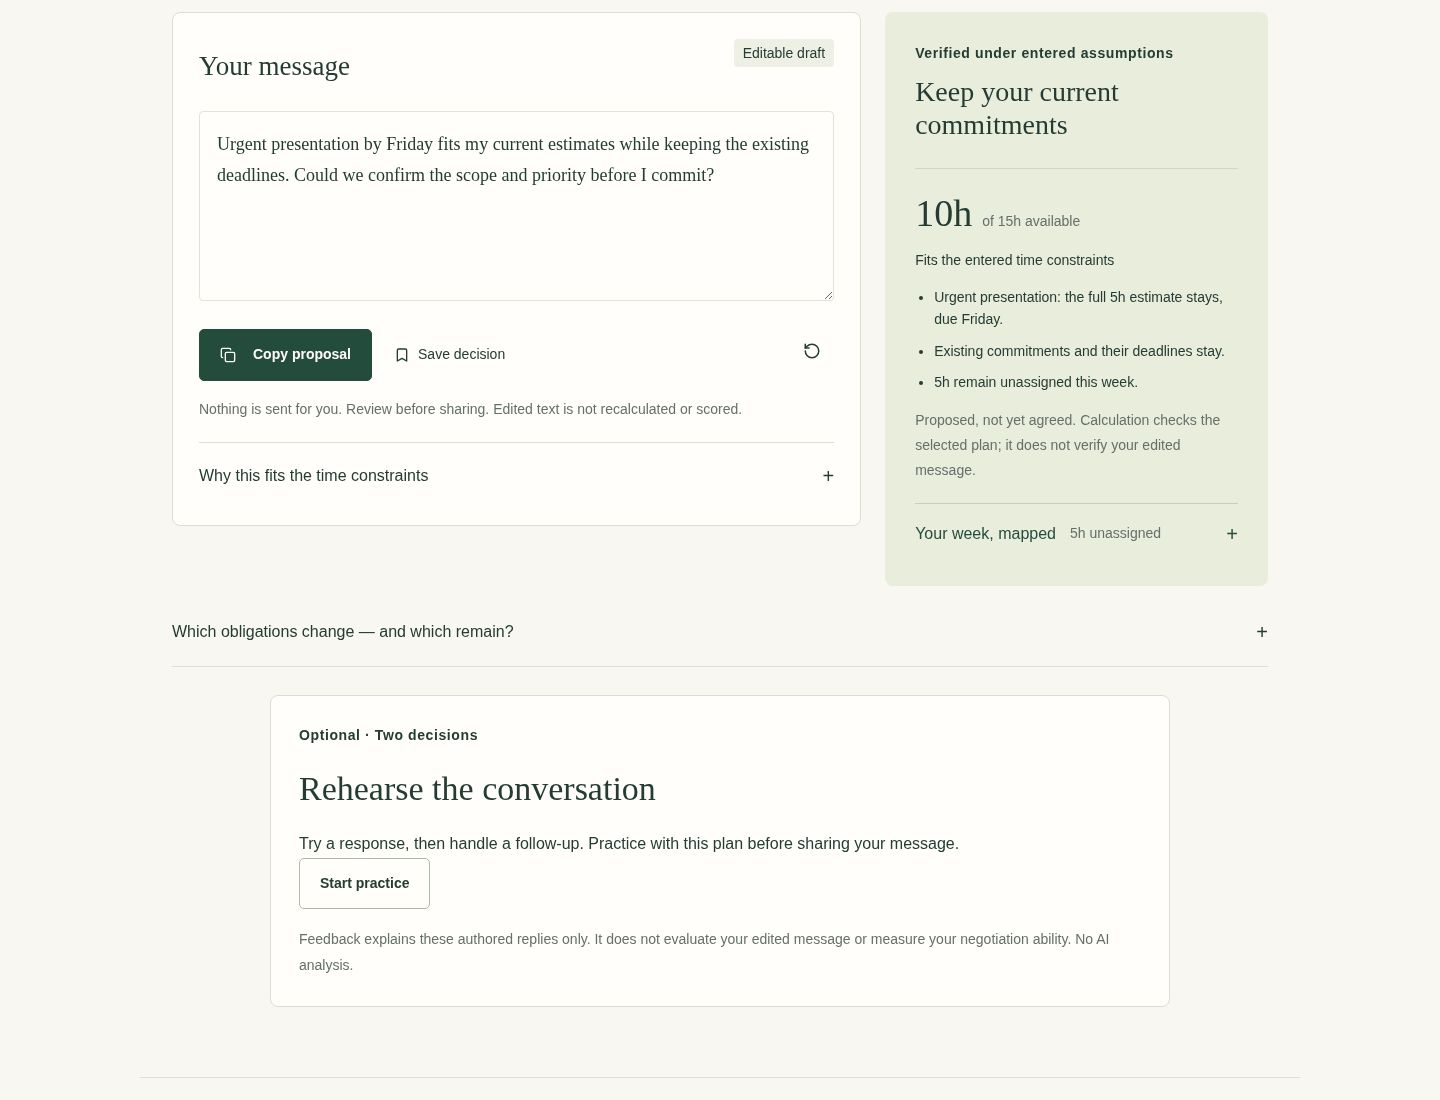 Your message
Editable draft
Urgent presentation by Friday fits my current estimates while keeping the existing
deadlines. Could we confirm the scope and priority before I commit?
Copy proposal
Save decision
Nothing is sent for you. Review before sharing. Edited text is not recalculated or scored.
Why this fits the time constraints
+
Verified under entered assumptions
Keep your current
commitments
10h of 15h available
Fits the entered time constraints
• Urgent presentation: the full 5h estimate stays,
due Friday.
• Existing commitments and their deadlines stay.
• 5h remain unassigned this week.
Proposed, not yet agreed. Calculation checks the
selected plan; it does not verify your edited
message.
Your week, mapped 5h unassigned +
Which obligations change — and which remain? +
Optional · Two decisions
Rehearse the conversation
Try a response, then handle a follow-up. Practice with this plan before sharing your message.
Start practice
Feedback explains these authored replies only. It does not evaluate your edited message or measure your negotiation ability. No AI
analysis.